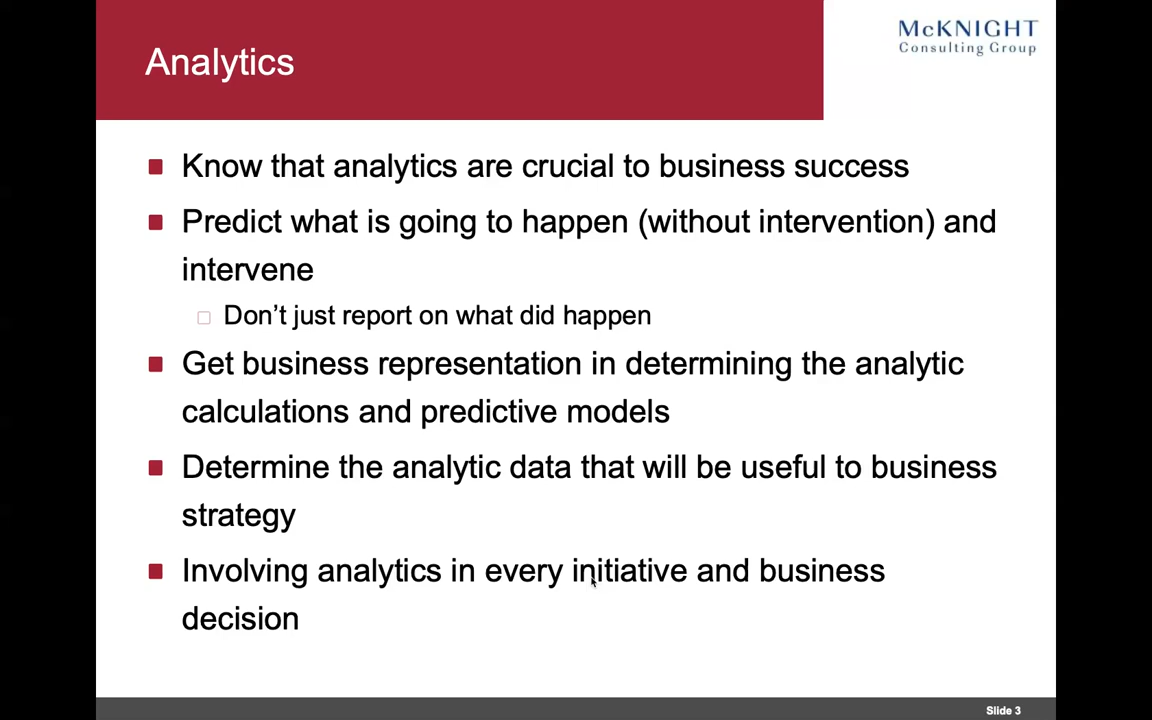 Analytics
McKNIGHT
Consulting Group
Know that analytics are crucial to business success
Predict what is going to happen (without intervention) and
intervene
Don’t just report on what did happen
Get business representation in determining the analytic
calculations and predictive models
Determine the analytic data that will be useful to business
strategy
Involving analytics in every initiative and business
decision
Slide 3